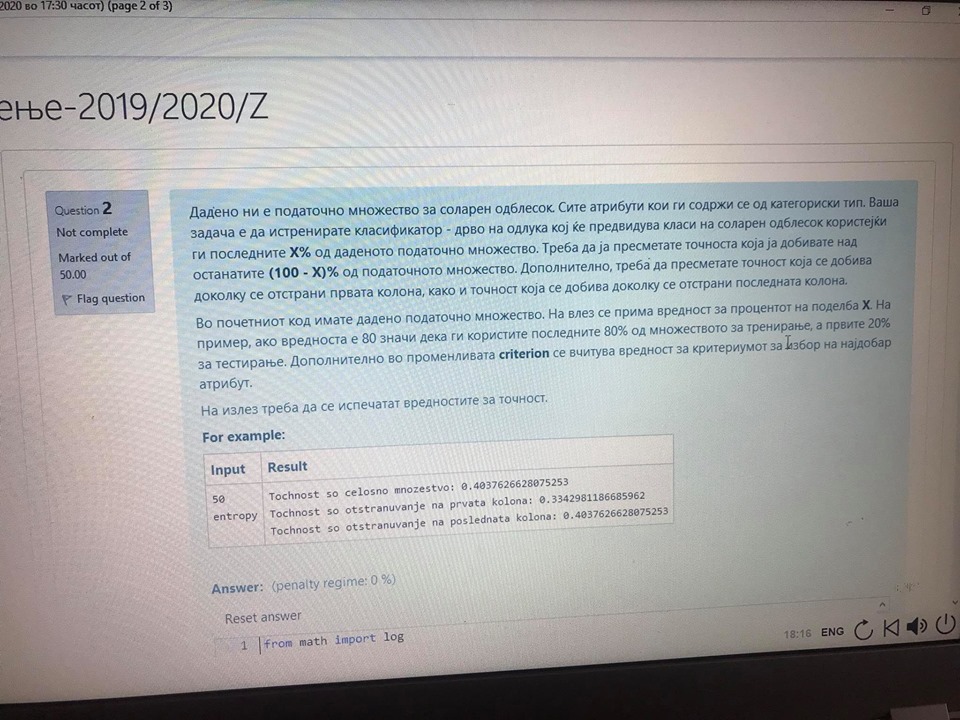 2020 во 17:30 часот) (page 2 of 3)
ење-2019/2020/Z
Question 2
Not complete
Marked out of
50.00
Flag question
Дадено ни е податочно множество за соларен одблесок. Сите атрибути кои ги содржи се од категориски тип. Ваша
задача е да истренирате класификатор - дрво на одлука кој ќе предвидува класи на соларен одблесок користејќи
ги последните X% од даденото податочно множество. Треба да ја пресметате точноста која ја добивате над
останатите (100 - X)% од податочното множество. Дополнително, треба да пресметате точност која се добива
доколку се отстрани првата колона, како и точност која се добива доколку се отстрани последната колона.
Во почетниот код имате дадено податочно множество. На влез се прима вредност за процентот на поделба X. На
пример, ако вредноста е 80 значи дека ги користите последните 80% од множеството за тренирање, а првите 20%
за тестирање. Дополнително во променливата criterion се вчитува вредност за критериумот за избор на најдобар
атрибут.
На излез треба да се испечатат вредностите за точност.
For example:
Input Result
50 Tochnost so celosno mnozestvo: 0.4037626628075253
entropy Tochnost so otstranuvanje na prvata kolona: 0.3342981186685962
Tochnost so otstranuvanje na poslednata kolona: 0.4037626628075253
Answer: (penalty regime: 0 %)
Reset answer
1 from math import log
18:16 ENG